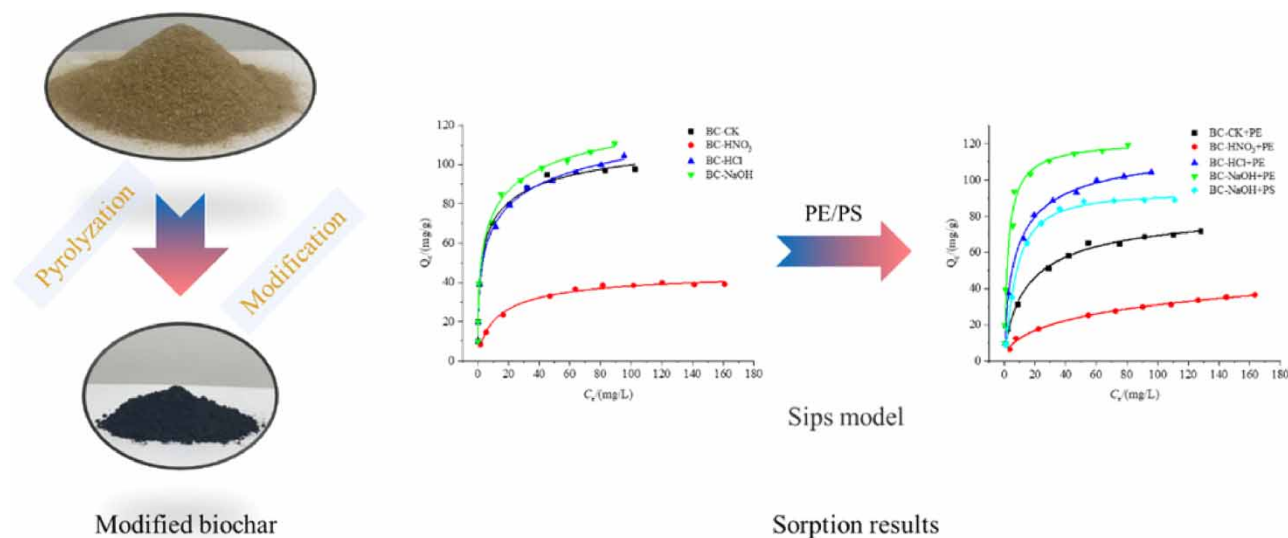 Pyrolyzation
Modification
Modified biochar
120
100
80
60
40
20
0
Qe/(mg/g)
0 20 40 60 80 100 120 140 160 180
Ce/(mg/L)
BC-CK
BC-HNO3
BC-HCl
BC-NaOH
PE/PS
Sips model
120
100
80
60
40
20
0
Qe/(mg/g)
0 20 40 60 80 100 120 140 160 180
Ce/(mg/L)
BC-CK+PE
BC-HNO3+PE
BC-HCl+PE
BC-NaOH+PE
BC-NaOH+PS
Sorption results